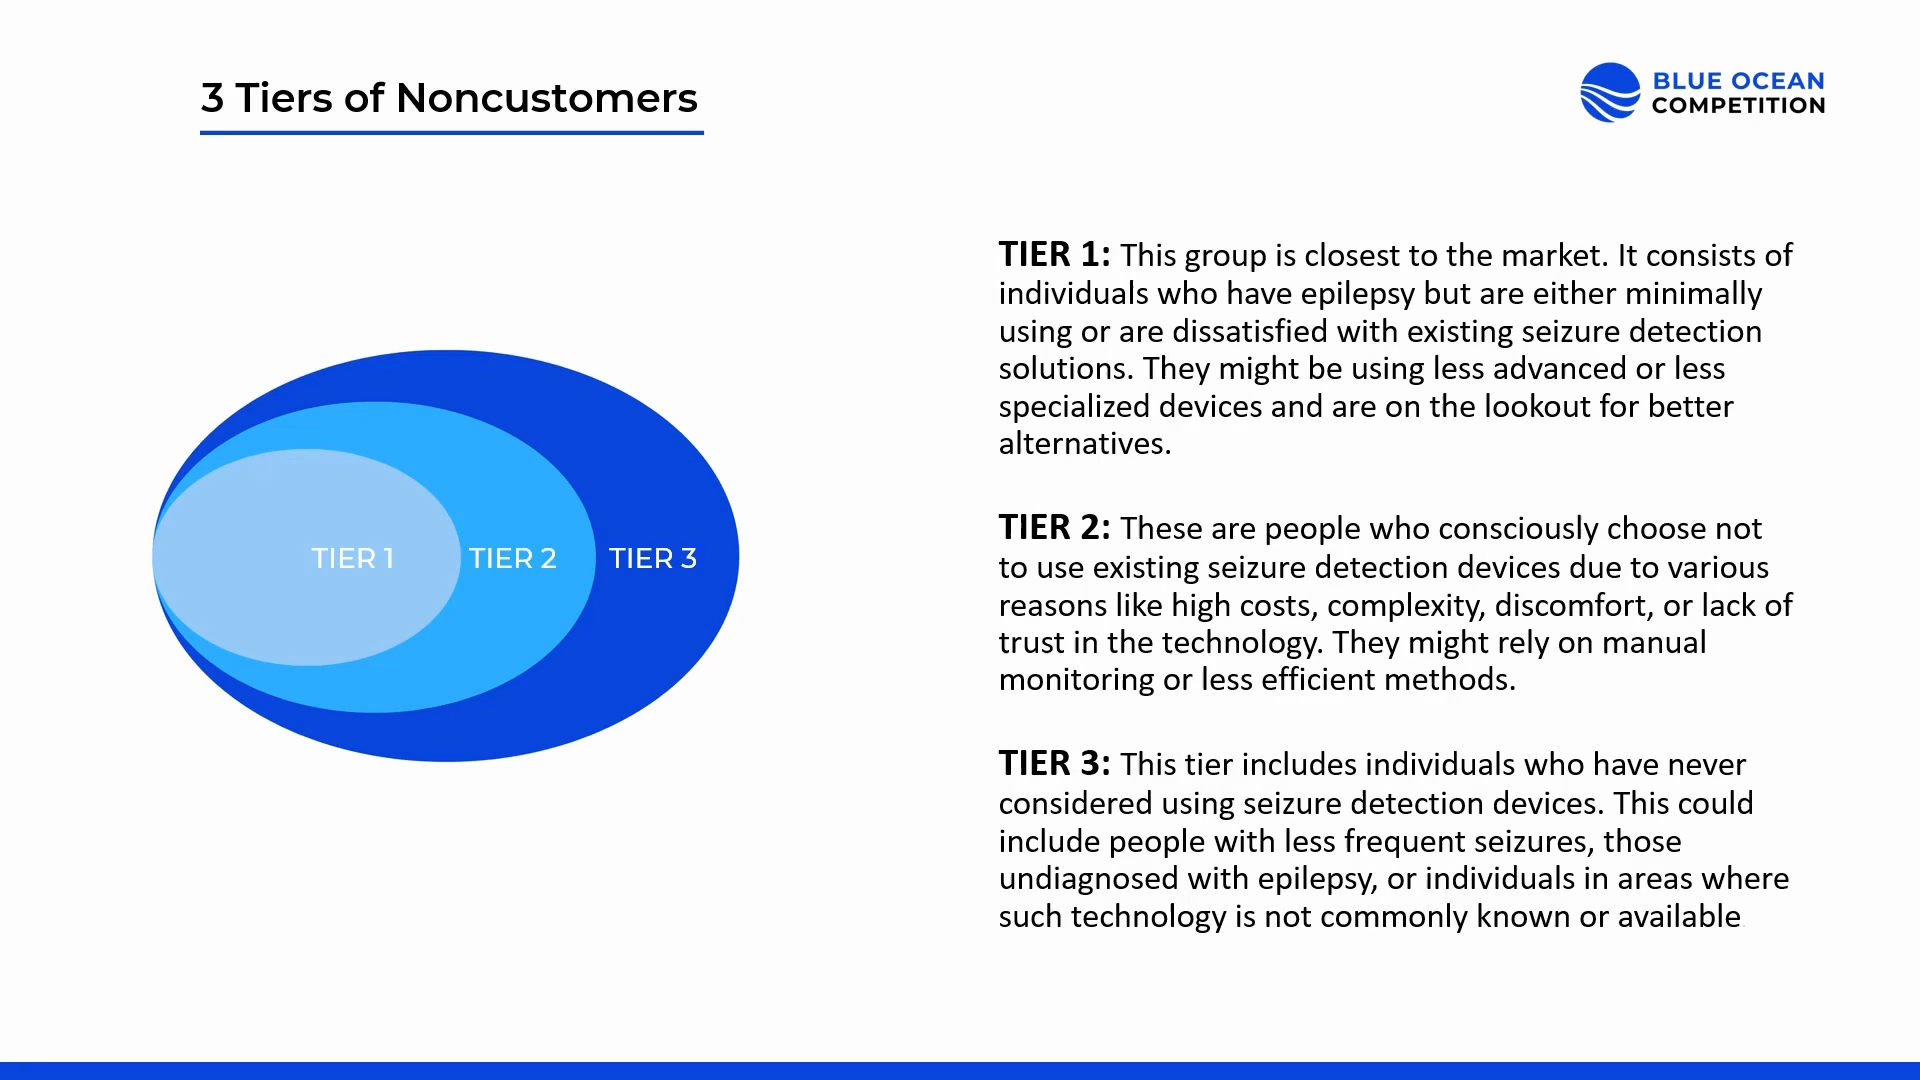 3 Tiers of Noncustomers
BLUE OCEAN
COMPETITION
TIER 1
TIER 2
TIER 3
TIER 1: This group is closest to the market. It consists of
individuals who have epilepsy but are either minimally
using or are dissatisfied with existing seizure detection
solutions. They might be using less advanced or less
specialized devices and are on the lookout for better
alternatives.
TIER 2: These are people who consciously choose not
to use existing seizure detection devices due to various
reasons like high costs, complexity, discomfort, or lack of
trust in the technology. They might rely on manual
monitoring or less efficient methods.
TIER 3: This tier includes individuals who have never
considered using seizure detection devices. This could
include people with less frequent seizures, those
undiagnosed with epilepsy, or individuals in areas where
such technology is not commonly known or available